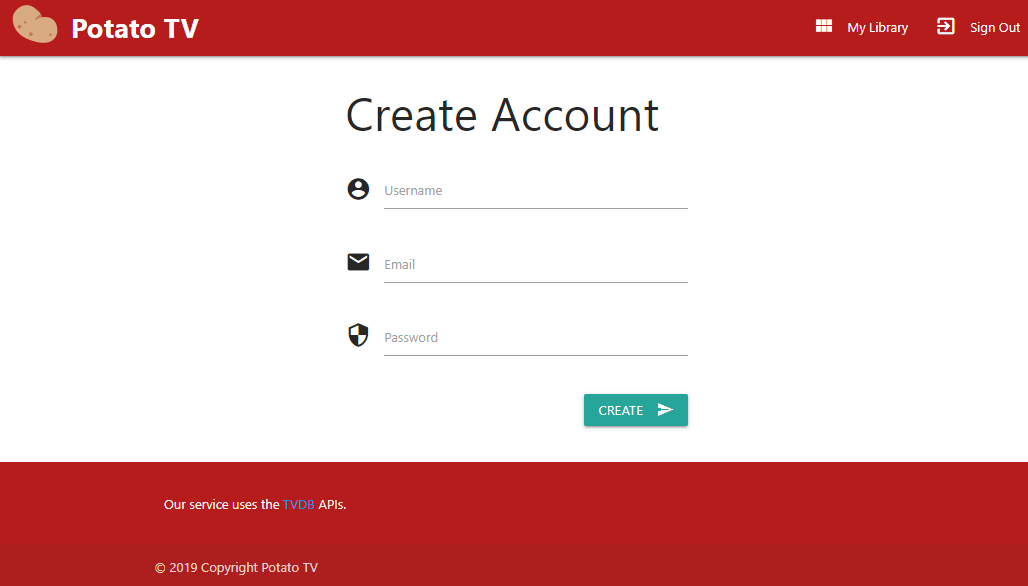 Potato TV
My Library
Sign Out
Create Account
Username
Email
Password
CREATE
Our service uses the TVDB APIs.
© 2019 Copyright Potato TV